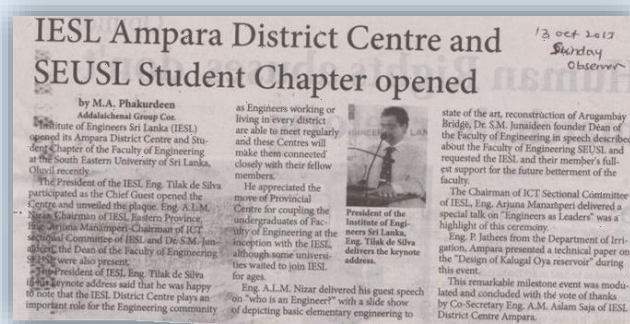 IESL Ampara District Centre and
SEUSL Student Chapter opened
13 Oct 2013
Sunday
Observer
by M.A. Phakurdeen
Addalaichenai Group Cor.
Institute of Engineers Sri Lanka (IESL)
opened its Ampara District Centre and Stu-
dent Chapter of the Faculty of Engineering
at the South Eastern University of Sri Lanka,
Oluvil recently.
The President of the IESL Eng. Tilak de Silva
participated as the Chief Guest opened the
Centre and unveiled the plaque. Eng. A.L.M.
Nizar, Chairman of IESL Eastern Province,
Eng. Arjuna Manamperi-Chairman of ICT
sectional Committee of IESL and Dr. S.M. Jun-
aideen, the Dean of the Faculty of Engineering
were also present.
The President of IESL Eng. Tilak de Silva
in his keynote address said that he was happy
to note that the IESL District Centre plays an
important role for the Engineering community
as Engineers working or
living in every district
are able to meet regularly
and these Centres will
make them connected
closely with their fellow
members.
He appreciated the
move of Provincial
Centre for coupling the
undergraduates of Fac-
ulty of Engineering at the
inception with the IESL,
although some universi-
ties waited to join IESL
for ages.
Eng. A.L.M. Nizar delivered his guest speech
on "who is an Engineer?" with a slide show
of depicting basic elementary engineering to
President of the
Institute of Engi-
neers Sri Lanka,
Eng. Tilak de Silva
delivers the keynote
address.
state of the art, reconstruction of Arugambay
Bridge, Dr. S.M. Junaideen founder Dean of
the Faculty of Engineering in speech described
about the Faculty of Engineering SEUSL and
requested the IESL and their member's full-
est support for the future betterment of the
faculty.
The Chairman of ICT Sectional Committee
of IESL, Eng. Arjuna Manamperi delivered a
special talk on "Engineers as Leaders" was a
highlight of this ceremony.
Eng. P. Jathees from the Department of Irri-
gation, Ampara presented a technical paper on
the "Design of Kalugal Oya reservoir" during
this event.
This remarkable milestone event was modu-
lated and concluded with the vote of thanks
by Co-Secretary Eng. A.M. Aslam Saja of IESL
District Centre Ampara.